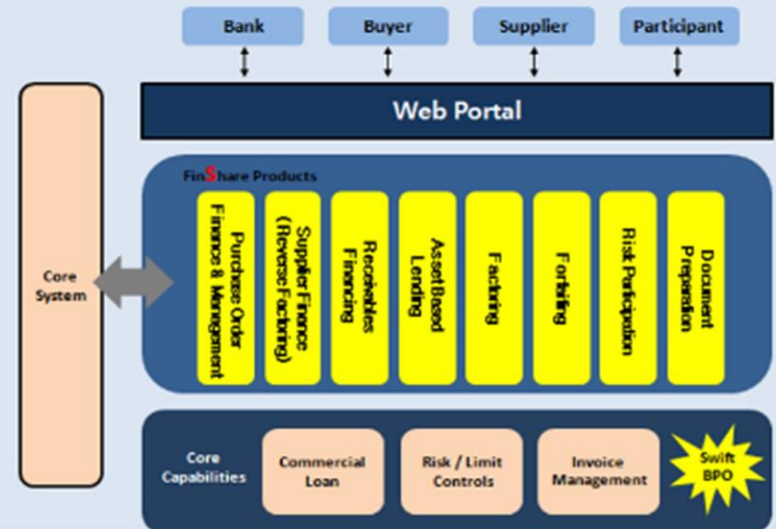 Bank
Buyer
Supplier
Participant
Web Portal
FinShare Products
Core
System
Purchase Order
Finance & Management
Supplier Finance
(Reverse Factoring)
Receivables
Financing
Asset Based
Lending
Factoring
Forfaiting
Risk Participation
Document
Preparation
Core
Capabilities
Commercial
Loan
Risk / Limit
Controls
Invoice
Management
Swift
BPO